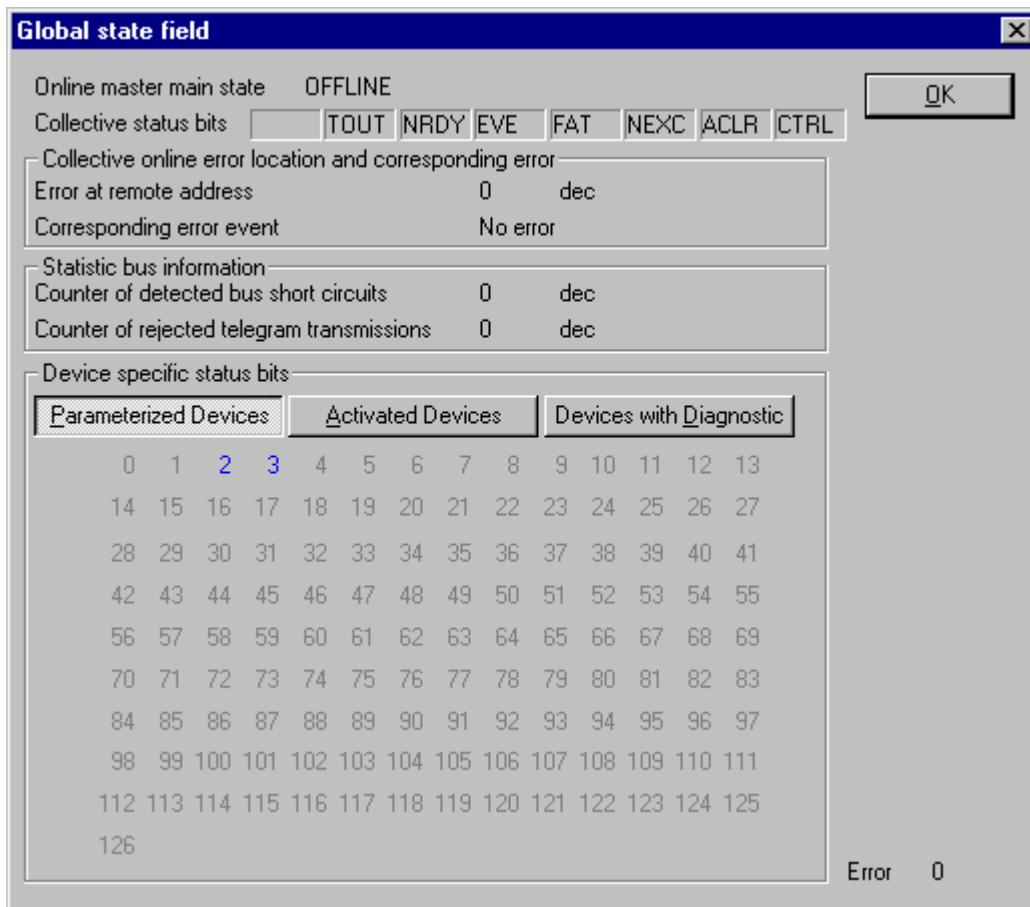 Global state field
Online master main state OFFLINE
OK
Collective status bits TOUT NRDY EVE FAT NEXC ACLR CTRL
Collective online error location and corresponding error
Error at remote address 0 dec
Corresponding error event No error
Statistic bus information
Counter of detected bus short circuits 0 dec
Counter of rejected telegram transmissions 0 dec
Device specific status bits
Parameterized Devices Activated Devices Devices with Diagnostic
0 1 2 3 4 5 6 7 8 9 10 11 12 13
14 15 16 17 18 19 20 21 22 23 24 25 26 27
28 29 30 31 32 33 34 35 36 37 38 39 40 41
42 43 44 45 46 47 48 49 50 51 52 53 54 55
56 57 58 59 60 61 62 63 64 65 66 67 68 69
70 71 72 73 74 75 76 77 78 79 80 81 82 83
84 85 86 87 88 89 90 91 92 93 94 95 96 97
98 99 100 101 102 103 104 105 106 107 108 109 110 111
112 113 114 115 116 117 118 119 120 121 122 123 124 125
126
Error 0